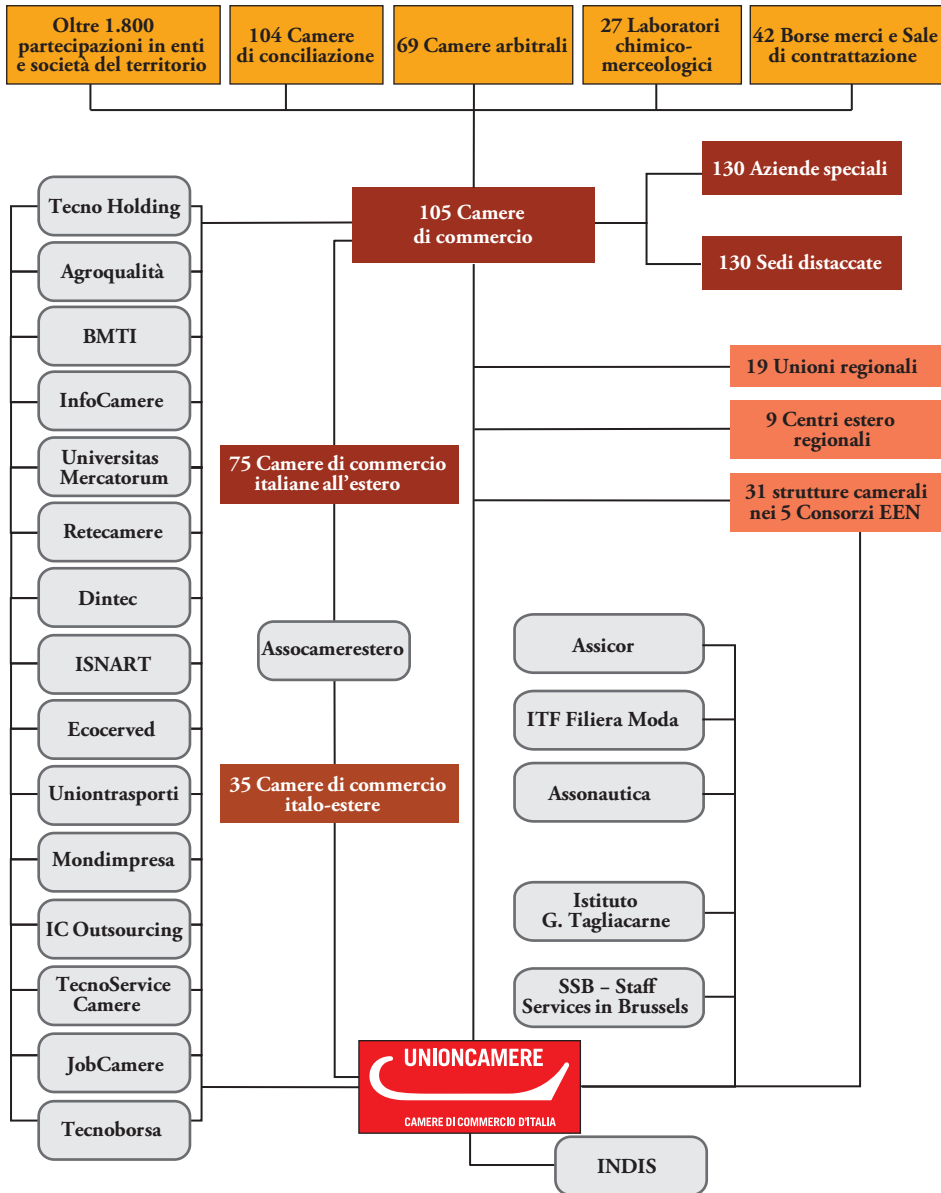 Oltre 1.800
partecipazioni in enti
e società del territorio
104 Camere
di conciliazione
69 Camere arbitrali
27 Laboratori
chimico-
merceologici
42 Borse merci e Sale
di contrattazione
130 Aziende speciali
105 Camere
di commercio
130 Sedi distaccate
Tecno Holding
Agroqualità
BMTI
InfoCamere
Universitas
Mercatorum
Retecamere
Dintec
ISNART
Ecocerved
Uniontrasporti
Mondimpresa
IC Outsourcing
TecnoService
Camere
JobCamere
Tecnoborsa
75 Camere di commercio
italiane all'estero
Assocamerestero
35 Camere di commercio
italo-estere
19 Unioni regionali
9 Centri estero
regionali
31 strutture camerali
nei 5 Consorzi EEN
Assicor
ITF Filiera Moda
Assonautica
Istituto
G. Tagliacarne
SSB – Staff
Services in Brussels
UNIONCAMERE
CAMERE DI COMMERCIO D'ITALIA
INDIS